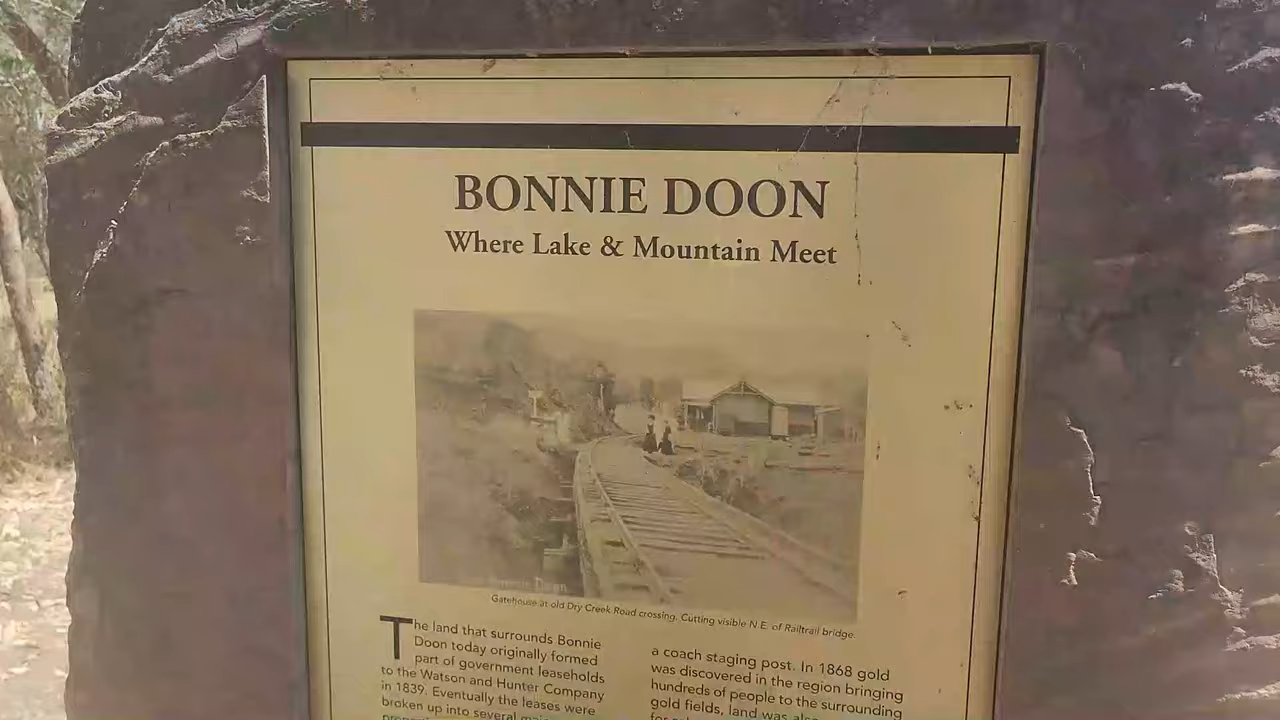 BONNIE DOON
Where Lake & Mountain Meet
Bonnie Doon
Gatehouse at old Dry Creek Road crossing. Cutting visible N.E. of Railtrail bridge.
The land that surrounds Bonnie
Doon today originally formed
part of government leaseholds
to the Watson and Hunter Company
in 1839. Eventually the leases were
broken up into several
a coach staging post. In 1868 gold
was discovered in the region bringing
hundreds of people to the surrounding
gold fields, land was also